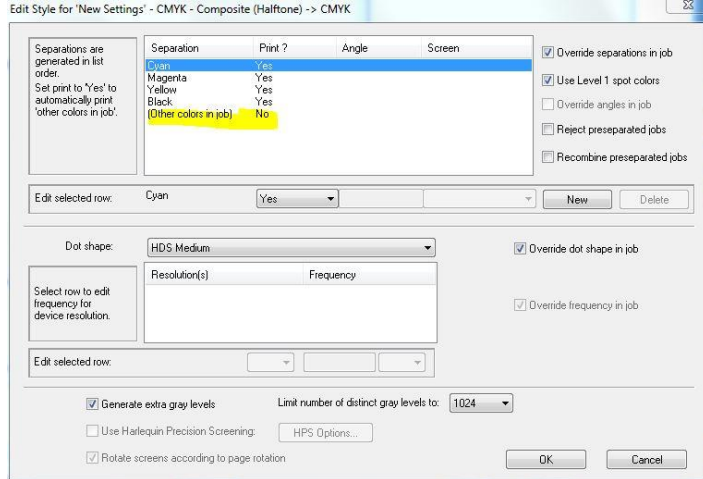 Edit Style for 'New Settings' - CMYK - Composite (Halftone) -> CMYK
Separations are
generated in list
order.
Set print to 'Yes' to
automatically print
'other colors in job'.
Separation Print ? Angle Screen
Cyan Yes
Magenta Yes
Yellow Yes
Black Yes
(Other colors in job) No
Override separations in job
Use Level 1 spot colors
Override angles in job
Reject preseparated jobs
Recombine preseparated jobs
Edit selected row: Cyan Yes New Delete
Dot shape: HDS Medium Override dot shape in job
Resolution(s) Frequency
Select row to edit
frequency for
device resolution.
Override frequency in job
Edit selected row:
Generate extra gray levels Limit number of distinct gray levels to: 1024
Use Harlequin Precision Screening: HPS Options...
Rotate screens according to page rotation
OK Cancel